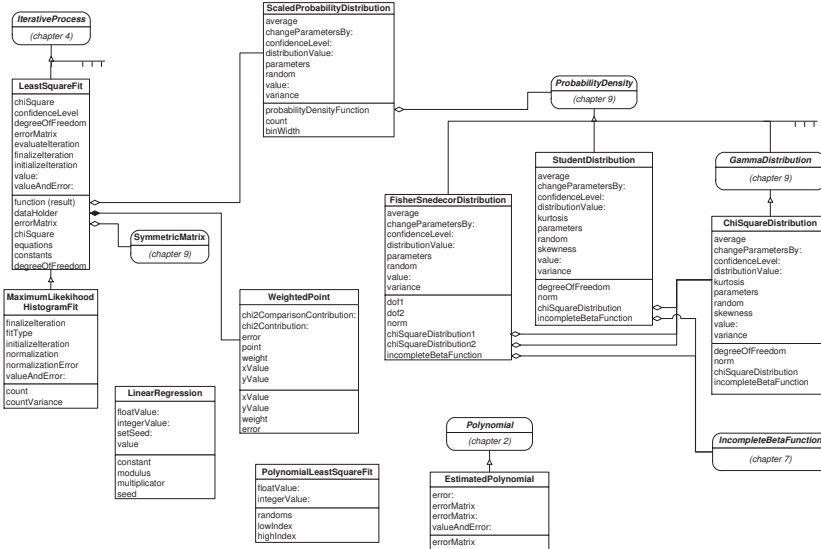 IterativeProcess
(chapter 4)
LeastSquareFit
chiSquare
confidenceLevel
degreeOfFreedom
errorMatrix
evaluateIteration
finalizeIteration
initializeIteration
value:
valueAndError:
function (result)
dataHolder
errorMatrix
chiSquare
equations
constants
degreeOfFreedom
MaximumLikekihood
HistogramFit
finalizeIteration
fitType
initializeIteration
normalization
normalizationError
valueAndError:
count
countVariance
SymmetricMatrix
(chapter 9)
ScaledProbabilityDistribution
average
changeParametersBy:
confidenceLevel:
distributionValue:
parameters
random
value:
variance
probabilityDensityFunction
count
binWidth
WeightedPoint
chi2ComparisonContribution:
chi2Contribution:
error
point
weight
xValue
yValue
xValue
yValue
weight
error
LinearRegression
floatValue:
integerValue:
setSeed:
value
constant
modulus
multiplicator
seed
PolynomialLeastSquareFit
floatValue:
integerValue:
randoms
lowIndex
highIndex
ProbabilityDensity
(chapter 9)
FisherSnedecorDistribution
average
changeParametersBy:
confidenceLevel:
distributionValue:
parameters
random
value:
variance
dof1
dof2
norm
chiSquareDistribution1
chiSquareDistribution2
incompleteBetaFunction
StudentDistribution
average
changeParametersBy:
confidenceLevel:
distributionValue:
kurtosis
parameters
random
skewness
value:
variance
degreeOfFreedom
norm
chiSquareDistribution
incompleteBetaFunction
GammaDistribution
(chapter 9)
ChiSquareDistribution
average
changeParametersBy:
confidenceLevel:
distributionValue:
kurtosis
parameters
random
skewness
value:
variance
degreeOfFreedom
norm
chiSquareDistribution
incompleteBetaFunction
Polynomial
(chapter 2)
EstimatedPolynomial
error:
errorMatrix
errorMatrix:
valueAndError:
errorMatrix
IncompleteBetaFunction
(chapter 7)